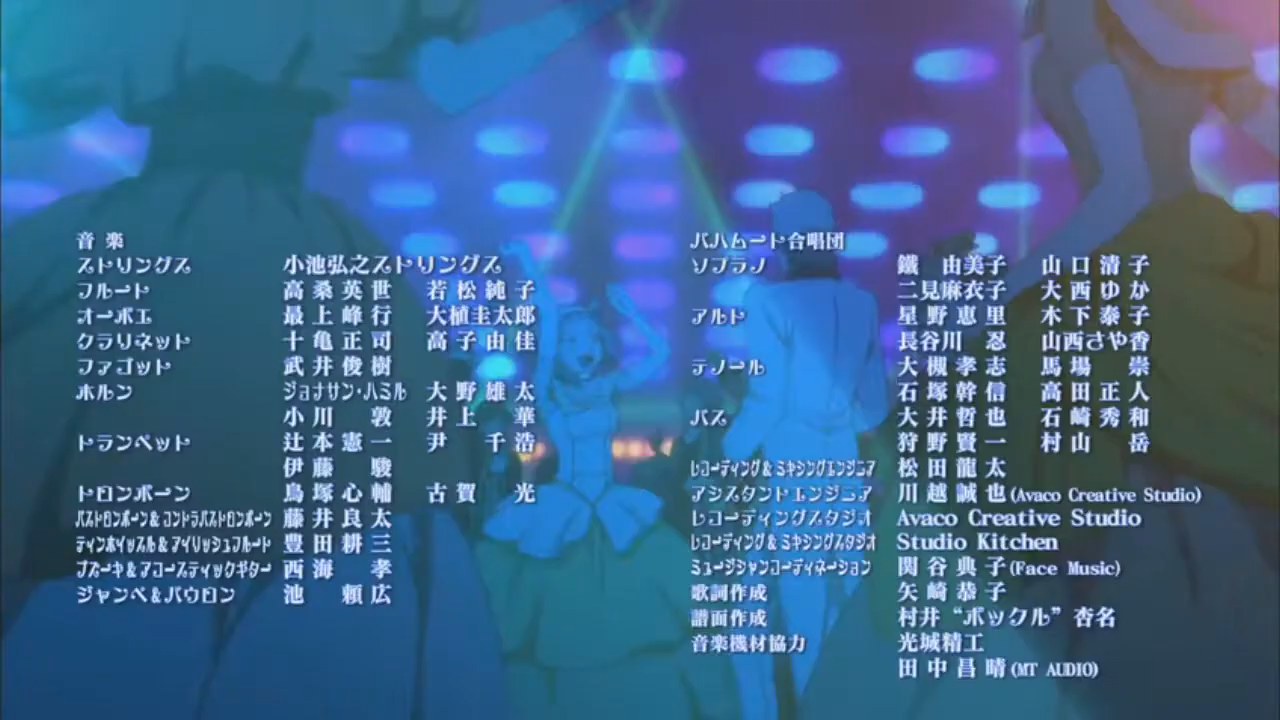 音楽
ストリングス 小池弘之ストリングス
フルート 高桑英世 若松純子
オーボエ 最上峰行 大植圭太郎
クラリネット 十亀正司 高子由佳
ファゴット 武井俊樹
ホルン ジョナサン・ハミル 大野雄太
小川敦 井上華
トランペット 辻本憲一 尹千浩
伊藤駿
トロンボーン 鳥塚心輔 古賀光
バストロンボーン&コントラバストロンボーン 藤井良太
ティンホイッスル&アイリッシュフルート 豊田耕三
ブズーキ&アコースティックギター 西海孝
ジャンベ&バウロン 池頼広
バハムート合唱団
ソプラノ 鐵由美子 山口清子
二見麻衣子 大西ゆか
アルト 星野恵里 木下泰子
長谷川忍 山西さや香
テノール 大槻孝志 馬場崇
石塚幹信 高田正人
バス 大井哲也 石崎秀和
狩野賢一 村山岳
レコーディング&ミキシングエンジニア 松田龍太
アシスタントエンジニア 川越誠也(Avaco Creative Studio)
レコーディングスタジオ Avaco Creative Studio
レコーディング&ミキシングスタジオ Studio Kitchen
ミュージシャンコーディネーション 関谷典子(Face Music)
歌詞作成 矢崎恭子
譜面作成 村井“ボックル”杏名
音楽機材協力 光城精工
田中昌晴(MT AUDIO)